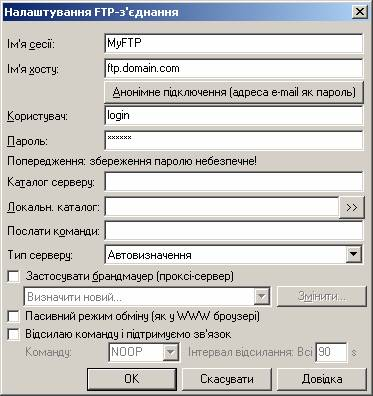 Налаштування FTP-з'єднання
Ім'я сесії: MyFTP
Ім'я хосту: ftp.domain.com
Анонімне підключення (адреса e-mail як пароль)
Користувач: login
Пароль: ******
Попередження: збереження паролю небезпечне!
Каталог серверу:
Локальн. каталог: >>
Послати команди:
Тип серверу: Автовизначення
Застосувати брандмауер (проксі-сервер)
Визначити новий... Змінити...
Пасивний режим обміну (як у WWW броузері)
Відсилаю команду і підтримуємо зв'язок
Команду: NOOP Інтервал відсилання: Всі 90 s
OK Скасувати Довідка